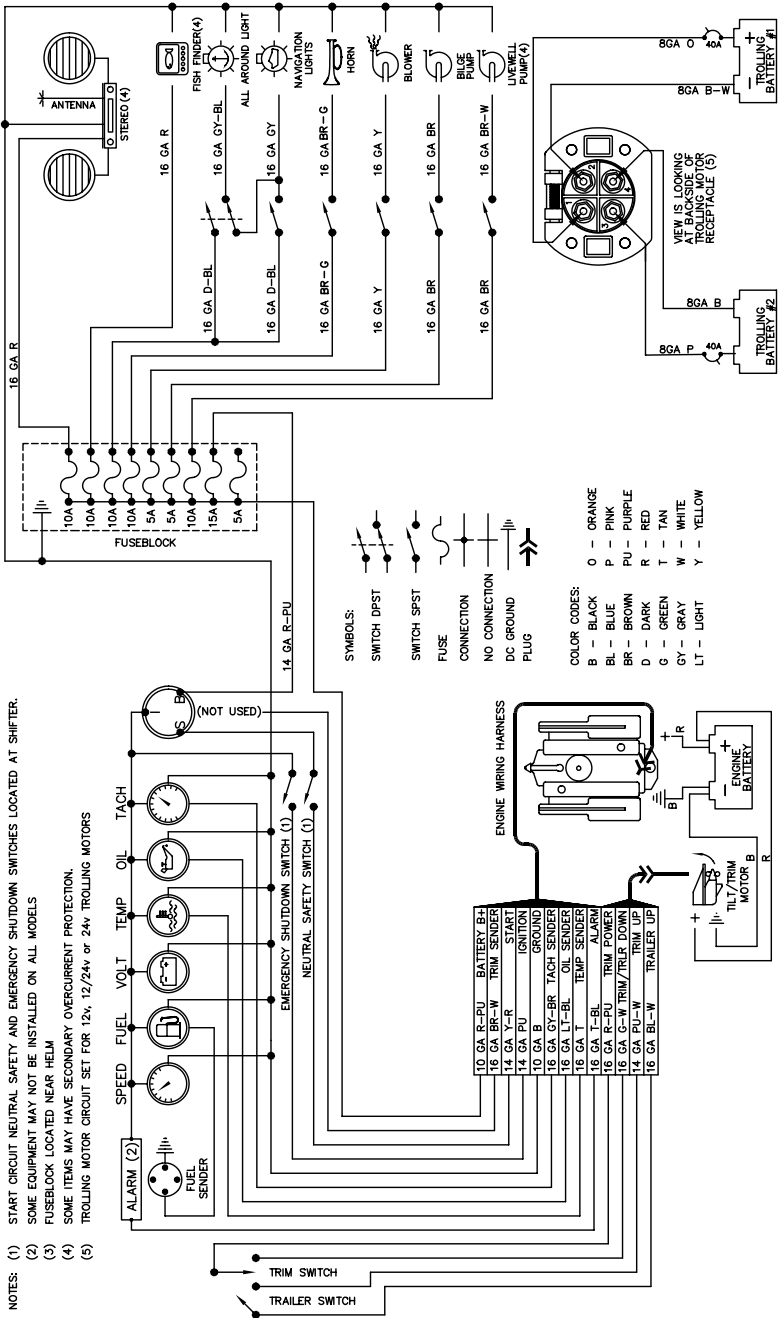 NOTES: (1) START CIRCUIT NEUTRAL SAFETY AND EMERGENCY SHUTDOWN SWITCHES LOCATED AT SHIFTER.
(2) SOME EQUIPMENT MAY NOT BE INSTALLED ON ALL MODELS
(3) FUSEBLOCK LOCATED NEAR HELM
(4) SOME ITEMS MAY HAVE SECONDARY OVERCURRENT PROTECTION.
(5) TROLLING MOTOR CIRCUIT SET FOR 12v, 12/24v or 24v TROLLING MOTORS
ANTENNA
STEREO (4)
FISH FINDER(4)
ALL AROUND LIGHT
NAVIGATION
LIGHTS
HORN
BLOWER
BILGE
PUMP
LIVEWELL
PUMP(4)
16 GA R
16 GA GY-BL
16 GA GY
16 GA BR-G
16 GA Y
16 GA BR
16 GA BR-W
16 GA R
16 GA D-BL
16 GA D-BL
16 GA BR-G
16 GA Y
16 GA BR
16 GA BR
FUSEBLOCK
10A
10A
10A
10A
5A
5A
10A
15A
5A
14 GA R-PU
8GA O
40A
8GA B-W
+
-
TROLLING
BATTERY #1
1
2
3
4
VIEW IS LOOKING
AT BACKSIDE OF
TROLLING MOTOR
RECEPTACLE (5)
8GA B
8GA P
40A
TROLLING
BATTERY #2
SYMBOLS:
SWITCH DPST
SWITCH SPST
FUSE
CONNECTION
NO CONNECTION
DC GROUND
PLUG
COLOR CODES:
B - BLACK O - ORANGE
BL - BLUE P - PINK
BR - BROWN PU - PURPLE
D - DARK R - RED
G - GREEN T - TAN
GY - GRAY W - WHITE
LT - LIGHT Y - YELLOW
ALARM (2)
FUEL
SENDER
SPEED
FUEL
VOLT
TEMP
OIL
TACH
I
S
B
(NOT USED)
EMERGENCY SHUTDOWN SWITCH (1)
NEUTRAL SAFETY SWITCH (1)
TRIM SWITCH
TRAILER SWITCH
10 GA R-PU BATTERY B+
16 GA BR-W TRIM SENDER
14 GA Y-R START
14 GA PU IGNITION
10 GA B GROUND
16 GA GY-BR TACH SENDER
16 GA LT-BL OIL SENDER
16 GA T TEMP SENDER
16 GA T-BL ALARM
16 GA R-PU TRIM POWER
16 GA G-W TRIM/TRLR DOWN
14 GA PU-W TRIM UP
16 GA BL-W TRAILER UP
ENGINE WIRING HARNESS
+
R
B
+
-
ENGINE
BATTERY
B
R
+
TILT/TRIM
MOTOR